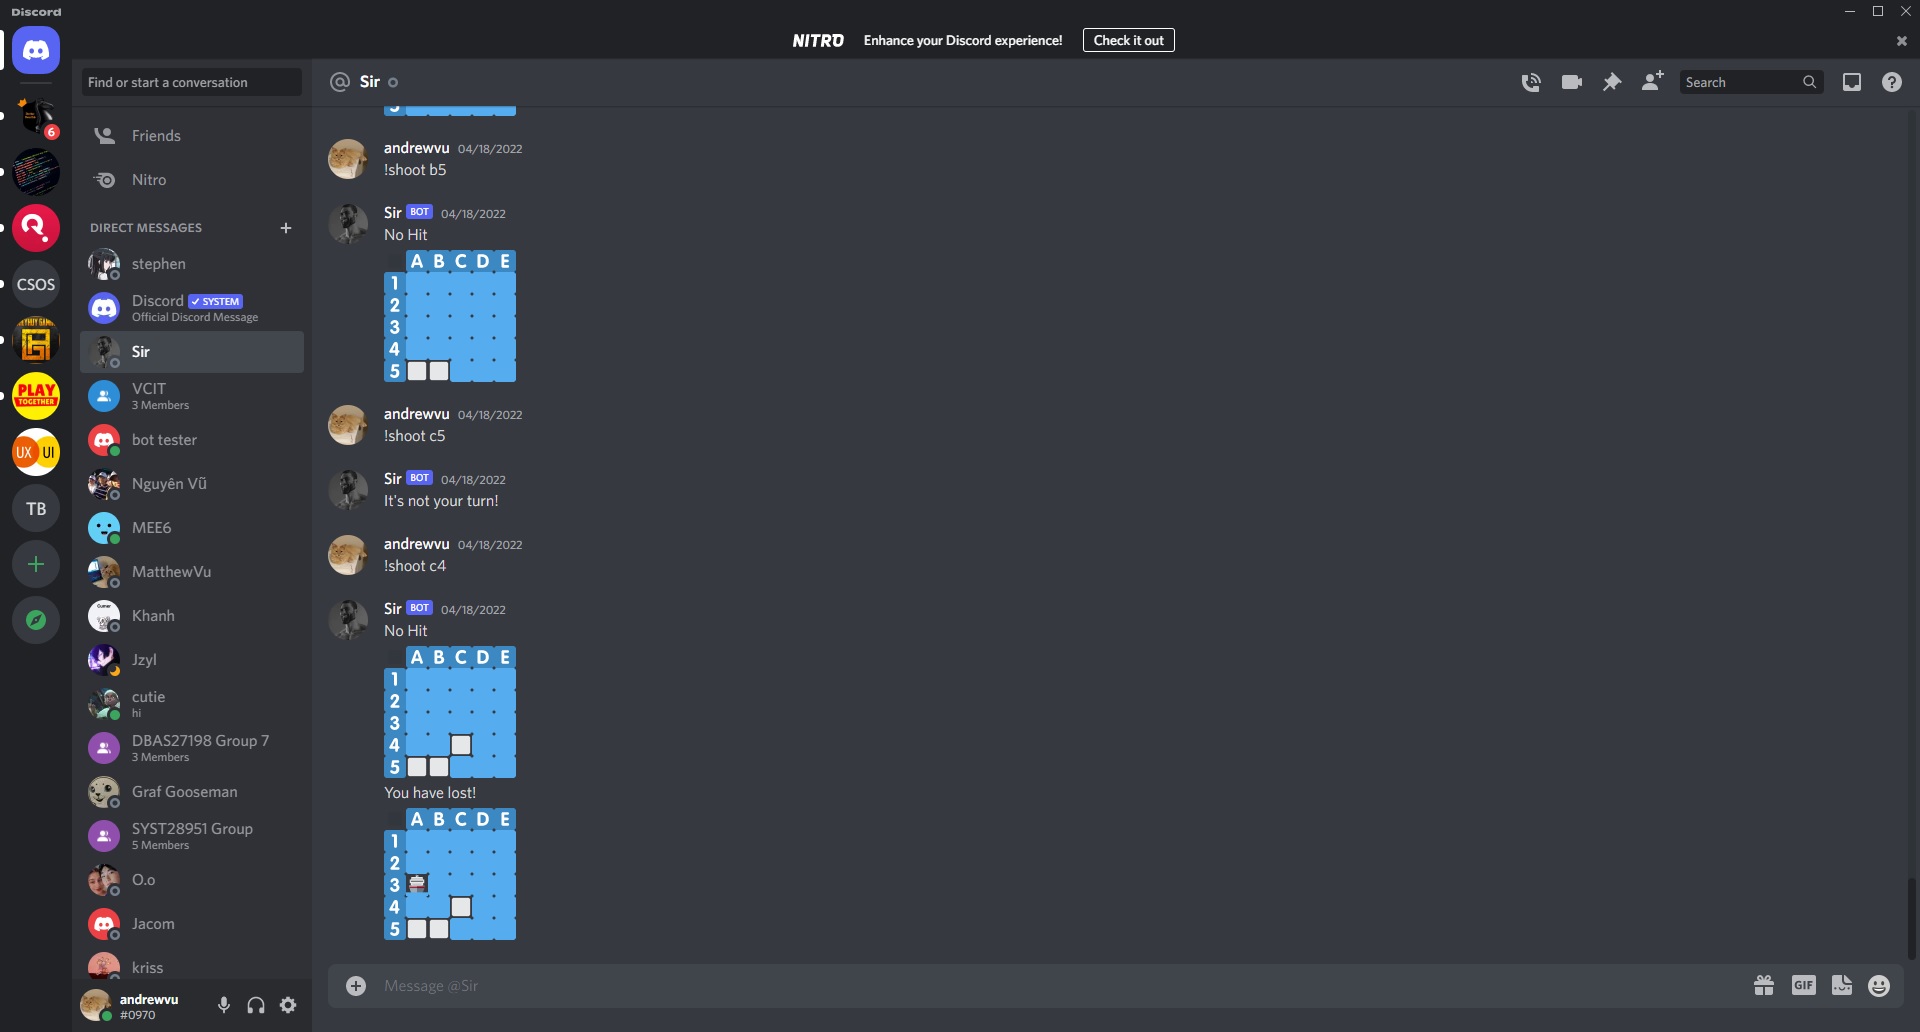 Discord
NITRO Enhance your Discord experience! Check it out
6
CSOS
PLAY
TOGETHER
UX UI
TB
Find or start a conversation
Friends
Nitro
DIRECT MESSAGES
stephen
Discord SYSTEM
Official Discord Message
Sir
VCIT
3 Members
bot tester
Nguyên Vũ
MEE6
MatthewVu
Khanh
Jzyl
cutie
hi
DBAS27198 Group 7
3 Members
Graf Gooseman
SYST28951 Group
5 Members
O.o
Jacom
kriss
andrewvu
#0970
@ Sir
Search
andrewvu 04/18/2022
!shoot b5
Sir BOT 04/18/2022
No Hit
A B C D E
1
2
3
4
5
andrewvu 04/18/2022
!shoot c5
Sir BOT 04/18/2022
It's not your turn!
andrewvu 04/18/2022
!shoot c4
Sir BOT 04/18/2022
No Hit
A B C D E
1
2
3
4
5
You have lost!
A B C D E
1
2
3
4
5
Message @Sir
GIF